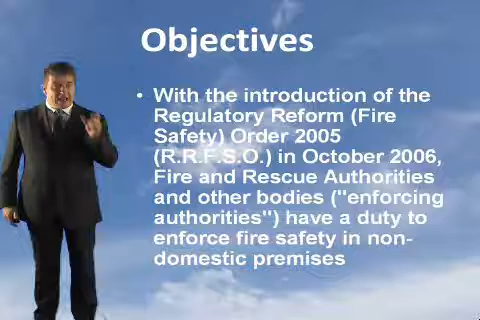 Objectives
• With the introduction of the
Regulatory Reform (Fire
Safety) Order 2005
(R.R.F.S.O.) in October 2006,
Fire and Rescue Authorities
and other bodies ("enforcing
authorities") have a duty to
enforce fire safety in non-
domestic premises